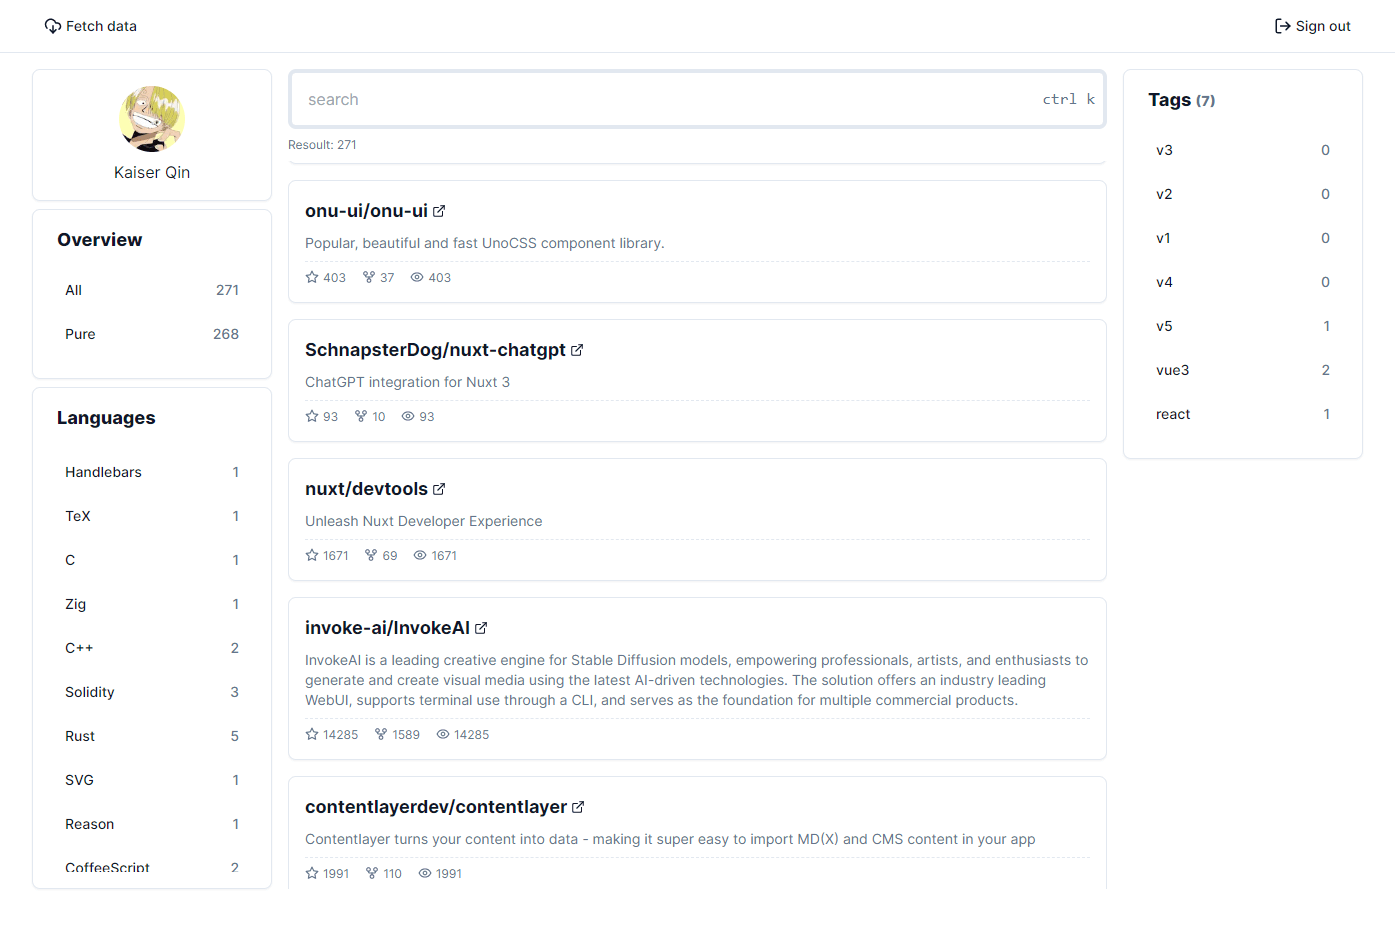 Fetch data
Sign out
Kaiser Qin
Overview
All 271
Pure 268
Languages
Handlebars 1
TeX 1
C 1
Zig 1
C++ 2
Solidity 3
Rust 5
SVG 1
Reason 1
CoffeeScript 2
search ctrl k
Resoult: 271
onu-ui/onu-ui
Popular, beautiful and fast UnoCSS component library.
403 37 403
SchnapsterDog/nuxt-chatgpt
ChatGPT integration for Nuxt 3
93 10 93
nuxt/devtools
Unleash Nuxt Developer Experience
1671 69 1671
invoke-ai/InvokeAI
InvokeAI is a leading creative engine for Stable Diffusion models, empowering professionals, artists, and enthusiasts to
generate and create visual media using the latest AI-driven technologies. The solution offers an industry leading
WebUI, supports terminal use through a CLI, and serves as the foundation for multiple commercial products.
14285 1589 14285
contentlayerdev/contentlayer
Contentlayer turns your content into data - making it super easy to import MD(X) and CMS content in your app
1991 110 1991
Tags (7)
v3 0
v2 0
v1 0
v4 0
v5 1
vue3 2
react 1